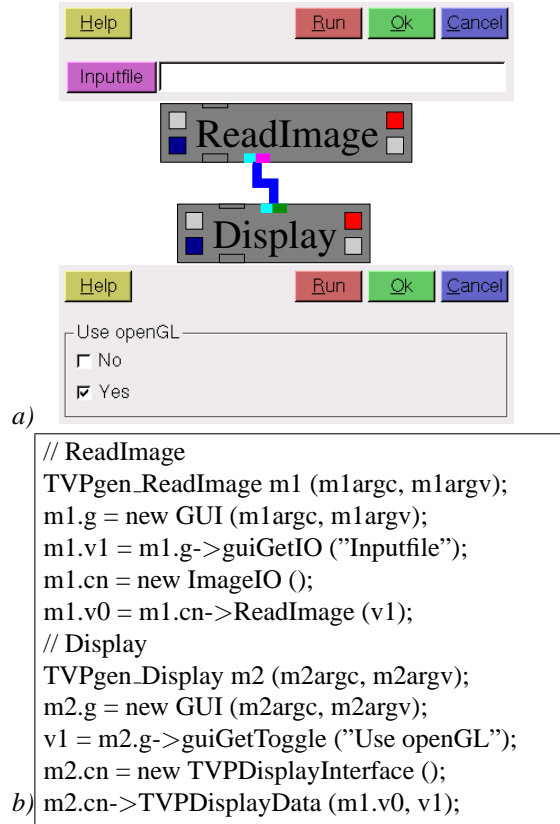 Help Run Ok Cancel
Inputfile
ReadImage
Display
Help Run Ok Cancel
Use openGL
No
Yes
a)
// ReadImage
TVPgen_ReadImage m1 (m1argc, m1argv);
m1.g = new GUI (m1argc, m1argv);
m1.v1 = m1.g->guiGetIO (”Inputfile”);
m1.cn = new ImageIO ();
m1.v0 = m1.cn->ReadImage (v1);
// Display
TVPgen_Display m2 (m2argc, m2argv);
m2.g = new GUI (m2argc, m2argv);
v1 = m2.g->guiGetToggle (”Use openGL”);
m2.cn = new TVPDisplayInterface ();
b) m2.cn->TVPDisplayData (m1.v0, v1);